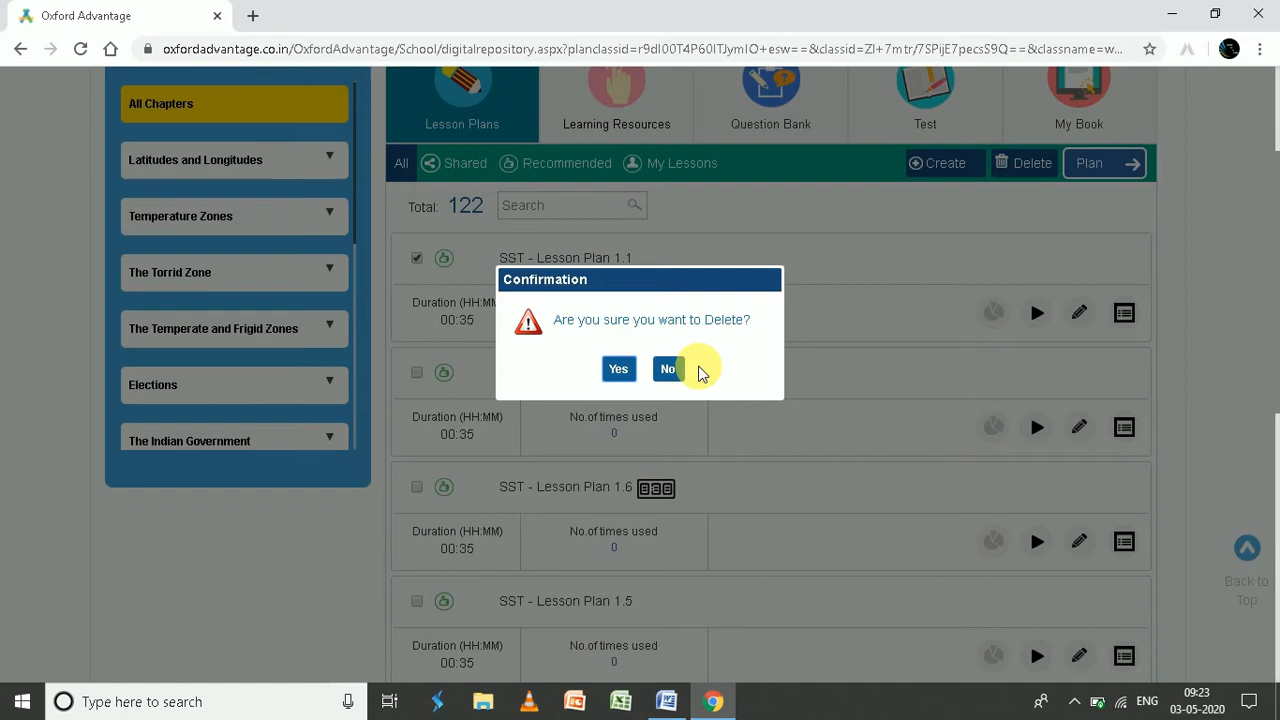 Oxford Advantage
oxfordadvantage.co.in/OxfordAdvantage/School/digitalrepository.aspx?planclassid=r9dI00T4P60ITJymIO+esw==&classid=ZI+7mtr/7SPijE7pecsS9Q==&classname=w...
All Chapters
Latitudes and Longitudes
Temperature Zones
The Torrid Zone
The Temperate and Frigid Zones
Elections
The Indian Government
Lesson Plans
Learning Resources
Question Bank
Test
My Book
All
Shared
Recommended
My Lessons
Create
Delete
Plan
Total: 122
Search
SST - Lesson Plan 1.1
Duration (HH:MM)
00:35
Confirmation
Are you sure you want to Delete?
Yes
No
Duration (HH:MM)
00:35
No.of times used
0
SST - Lesson Plan 1.6
Duration (HH:MM)
00:35
No.of times used
0
SST - Lesson Plan 1.5
Duration (HH:MM)
00:35
No.of times used
0
Back to
Top
Type here to search
ENG
09:23
03-05-2020